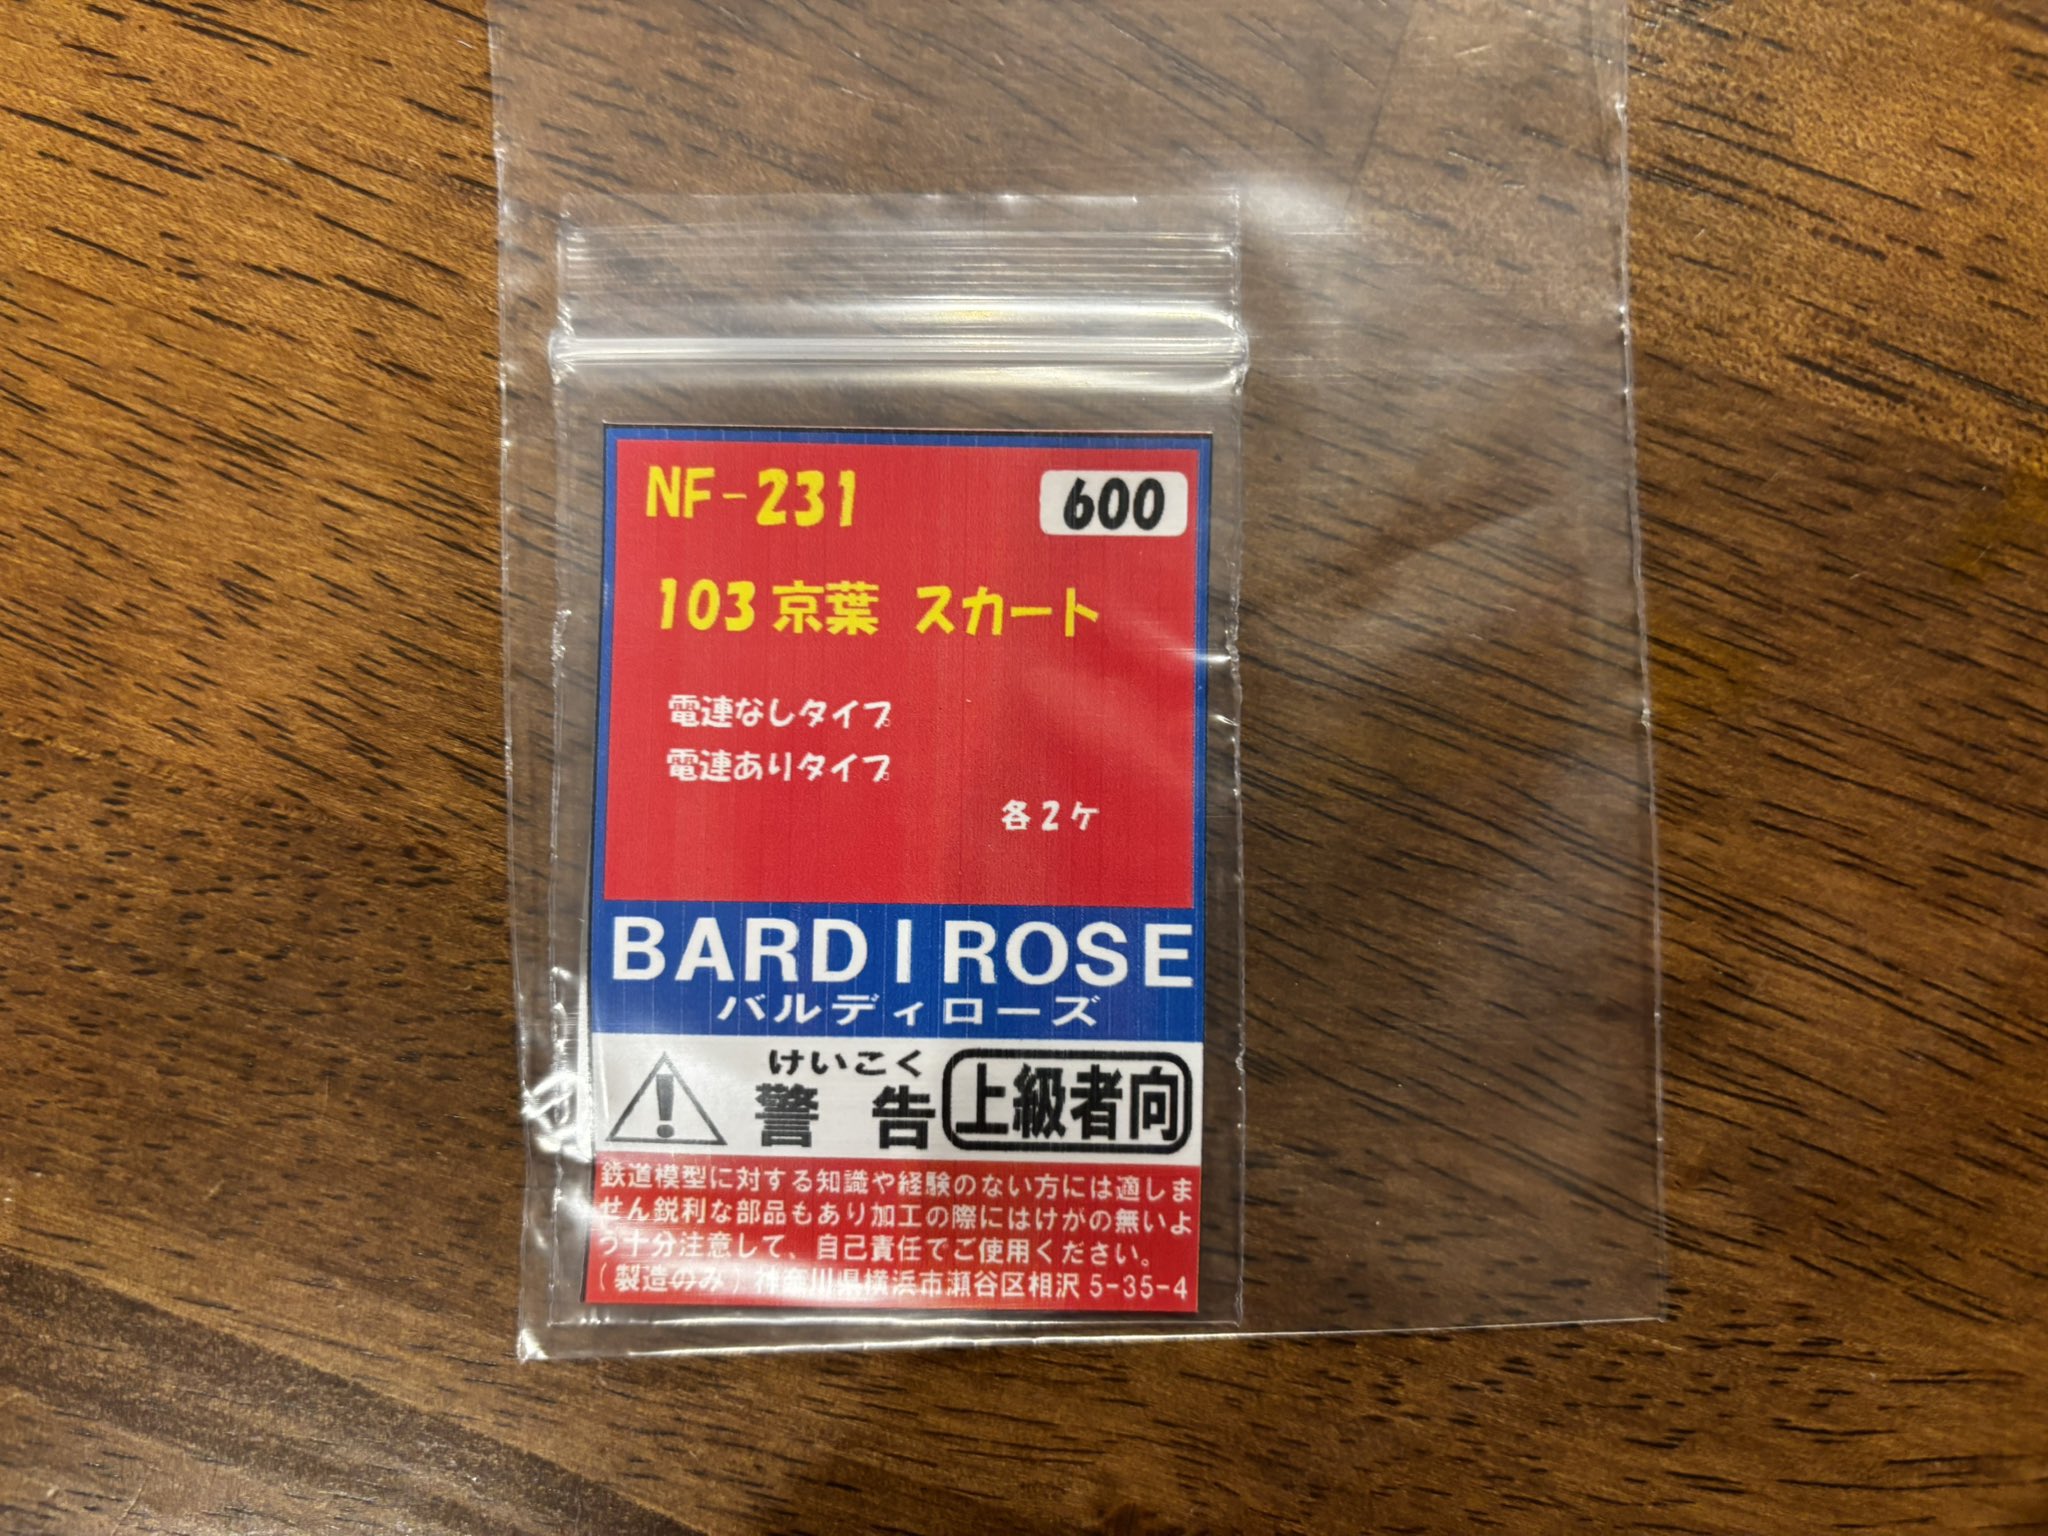 NF-231
600
103 京葉 スカート
電連なしタイプ
電連ありタイプ
各2ケ
BARDIROSE
バルディローズ
けいこく
警告
上級者向
鉄道模型に対する知識や経験のない方には適しま
せん鋭利な部品もあり加工の際にはけがの無いよ
う十分注意して、自己責任でご使用ください。
(製造のみ) 神奈川県横浜市瀬谷区相沢 5-35-4